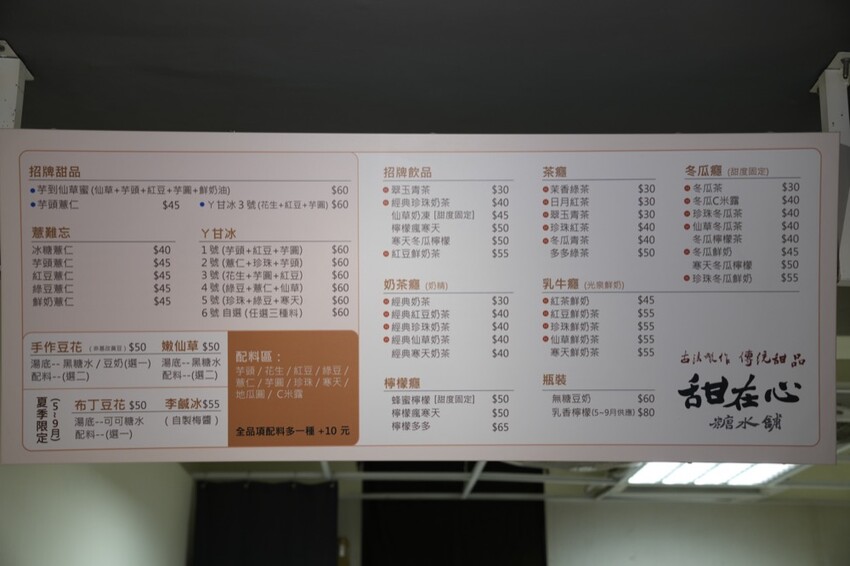 招牌甜品
●芋到仙草蜜 (仙草+芋頭+紅豆+芋圓+鮮奶油) $60
●芋頭薏仁 $45 ●ㄚ甘冰3號 (花生+紅豆+芋圓) $60
薏難忘
冰糖薏仁 $40
芋頭薏仁 $45
紅豆薏仁 $45
綠豆薏仁 $45
鮮奶薏仁 $45
ㄚ甘冰
1號 (芋頭+紅豆+芋圓) $60
2號 (薏仁+珍珠+芋頭) $60
3號 (花生+芋圓+紅豆) $60
4號 (綠豆+薏仁+仙草) $60
5號 (珍珠+綠豆+寒天) $60
6號 自選 (任選三種料) $60
手作豆花 $50
湯底--黑糖水/豆奶(選一)
配料--(選二)
嫩仙草 $50
湯底--黑糖水
配料--(選二)
夏季限定 (5~9月)
布丁豆花 $50
湯底--可可糖水
配料--(選一)
李鹹冰$55
(自製梅醬)
配料區：
芋頭/花生/紅豆/綠豆/
薏仁/芋圓/珍珠/寒天/
地瓜圓/C米露
全品項配料多一種 +10 元
招牌飲品
翠玉青茶 $30
經典珍珠奶茶 $40
仙草奶凍 [甜度固定] $45
檸檬瘋寒天 $50
寒天冬瓜檸檬 $50
紅豆鮮奶茶 $55
奶茶癮 (奶精)
經典奶茶 $30
經典紅豆奶茶 $40
經典珍珠奶茶 $40
經典仙草奶茶 $40
經典寒天奶茶 $40
檸檬癮
蜂蜜檸檬 [甜度固定] $50
檸檬瘋寒天 $50
檸檬多多 $65
茶癮
茉香綠茶 $30
日月紅茶 $30
翠玉青茶 $30
珍珠紅茶 $40
冬瓜青茶 $40
多多綠茶 $50
乳牛癮 (光泉鮮奶)
紅茶鮮奶 $45
紅豆鮮奶茶 $55
珍珠鮮奶茶 $55
仙草鮮奶茶 $55
寒天鮮奶茶 $55
瓶裝
無糖豆奶 $60
乳香檸檬(5~9月供應) $80
冬瓜癮 (甜度固定)
冬瓜茶 $30
冬瓜C米露 $40
珍珠冬瓜茶 $40
仙草冬瓜茶 $40
冬瓜檸檬茶 $40
冬瓜鮮奶 $45
寒天冬瓜檸檬 $50
珍珠冬瓜鮮奶 $55
古法製作 傳統甜品
甜在心
糖水舖